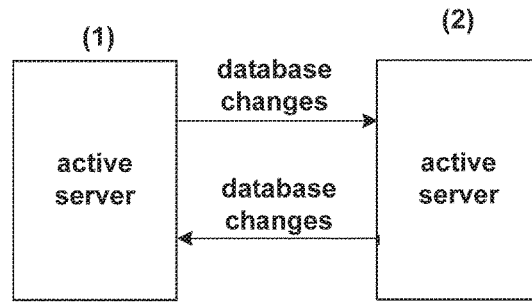 (1)
(2)
database
changes
active
server
active
server
database
changes